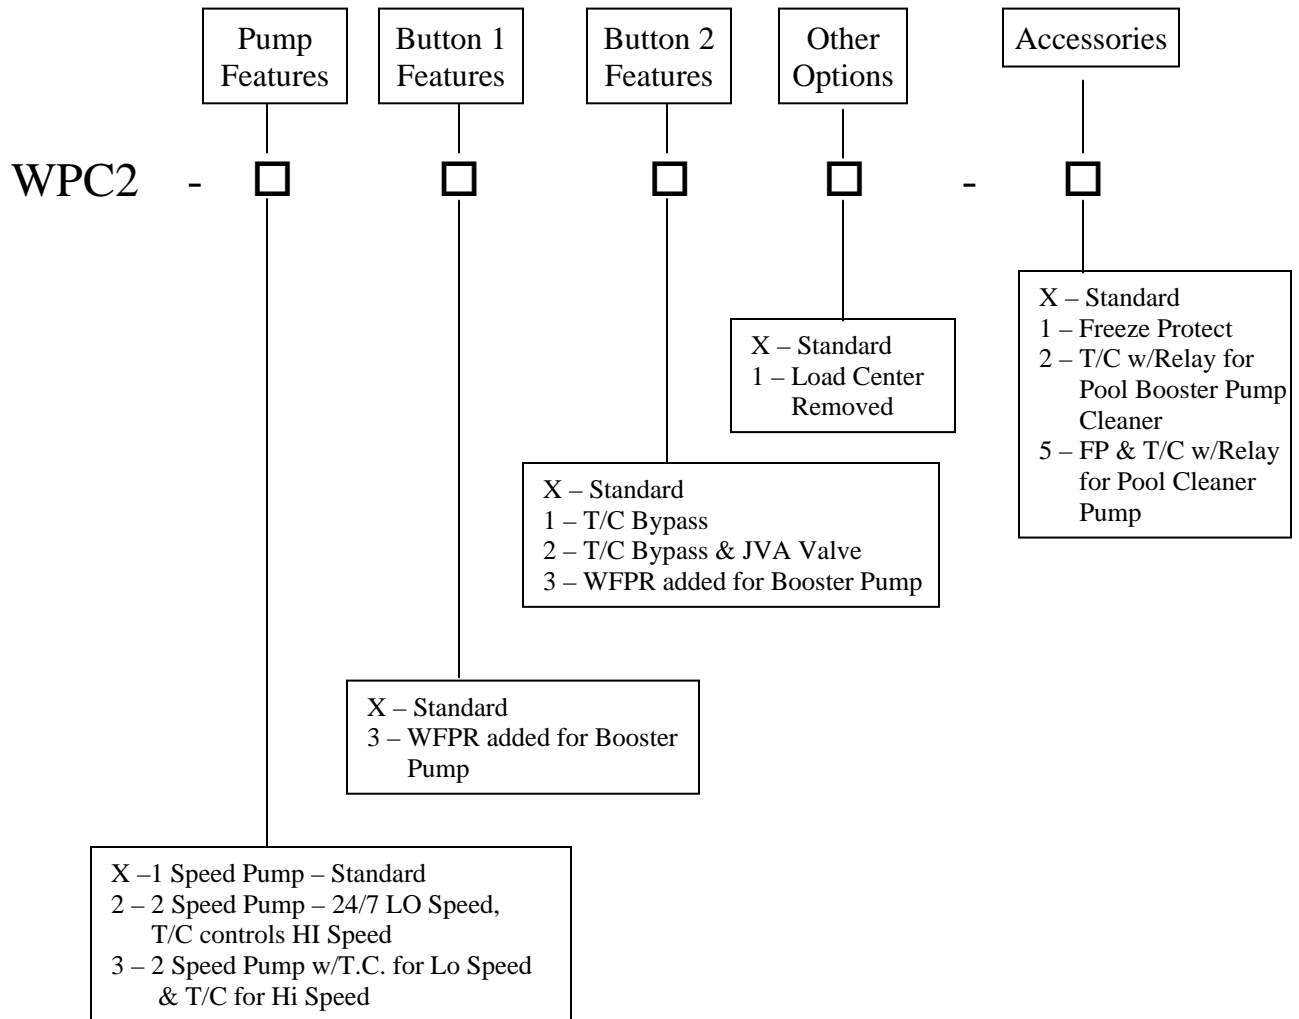 Pump
Features
Button 1
Features
Button 2
Features
Other
Options
Accessories
WPC2 - □ □ □ □ - □
X – Standard
1 – Freeze Protect
2 – T/C w/Relay for
Pool Booster Pump
Cleaner
5 – FP & T/C w/Relay
for Pool Cleaner
Pump
X – Standard
1 – Load Center
Removed
X – Standard
1 – T/C Bypass
2 – T/C Bypass & JVA Valve
3 – WFPR added for Booster Pump
X – Standard
3 – WFPR added for Booster
Pump
X –1 Speed Pump – Standard
2 – 2 Speed Pump – 24/7 LO Speed,
T/C controls HI Speed
3 – 2 Speed Pump w/T.C. for Lo Speed
& T/C for Hi Speed